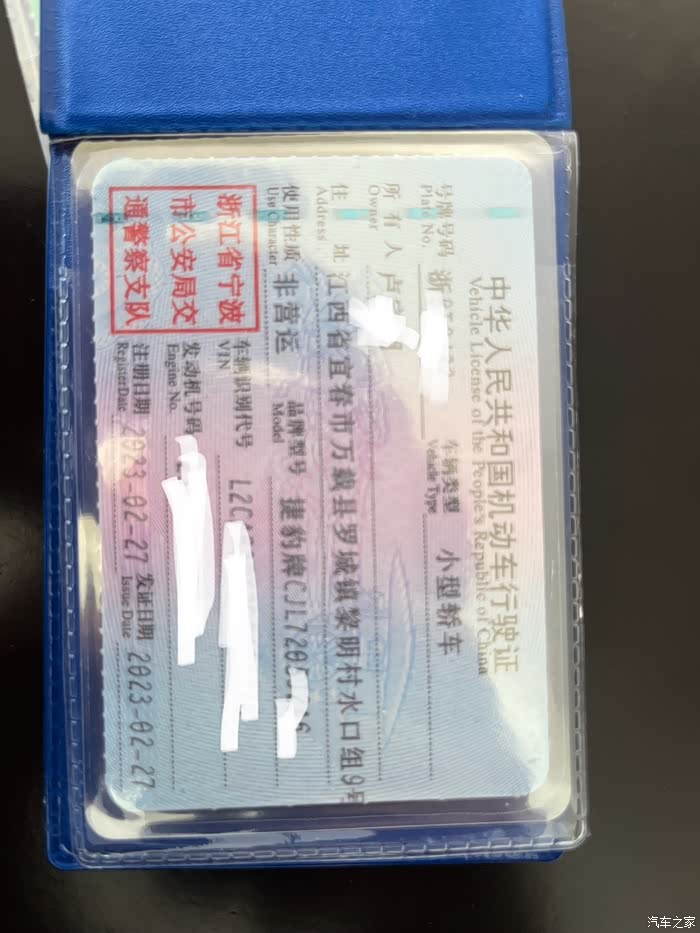 中华人民共和国机动车行驶证
Vehicle License of the People's Republic of China
号牌号码 浙 车辆类型 小型轿车
Plate No. Vehicle Type
所有人 卢
Owner
住址 江西省宜春市万载县罗城镇黎明村水口组9号
Address
使用性质 非营运 品牌型号 捷豹牌CJL720
Use Character Model
浙江省宁波
市公安局交
通警察支队
车辆识别代号 L2C
VIN
发动机号码
Engine No.
注册日期 2023-02-27 发证日期 2023-02-27
Register Date Issue Date
汽车之家